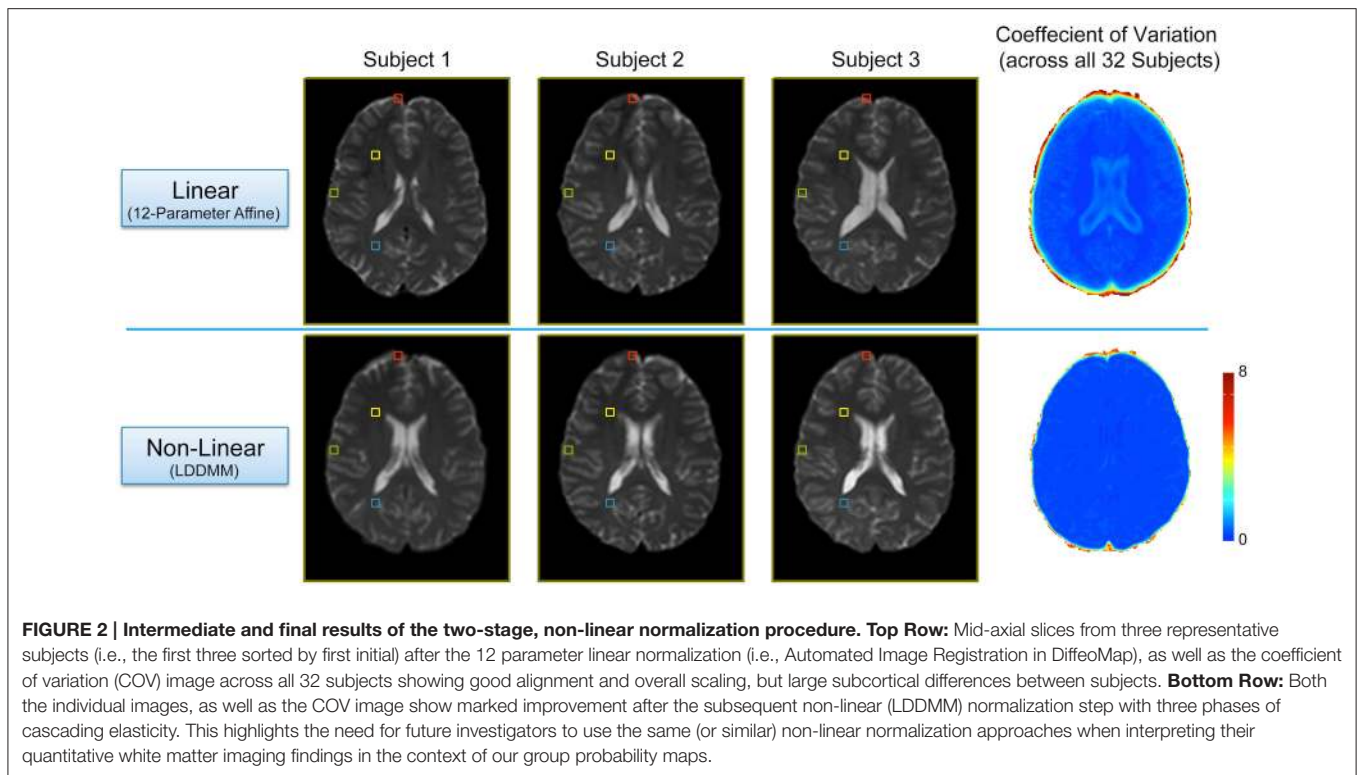 Subject 1
Subject 2
Subject 3
Coeffecient of Variation
(across all 32 Subjects)
Linear
(12-Parameter Affine)
Non-Linear
(LDDMM)
8
0
FIGURE 2 | Intermediate and final results of the two-stage, non-linear normalization procedure. Top Row: Mid-axial slices from three representative
subjects (i.e., the first three sorted by first initial) after the 12 parameter linear normalization (i.e., Automated Image Registration in DiffeoMap), as well as the coefficient
of variation (COV) image across all 32 subjects showing good alignment and overall scaling, but large subcortical differences between subjects. Bottom Row: Both
the individual images, as well as the COV image show marked improvement after the subsequent non-linear (LDDMM) normalization step with three phases of
cascading elasticity. This highlights the need for future investigators to use the same (or similar) non-linear normalization approaches when interpreting their
quantitative white matter imaging findings in the context of our group probability maps.